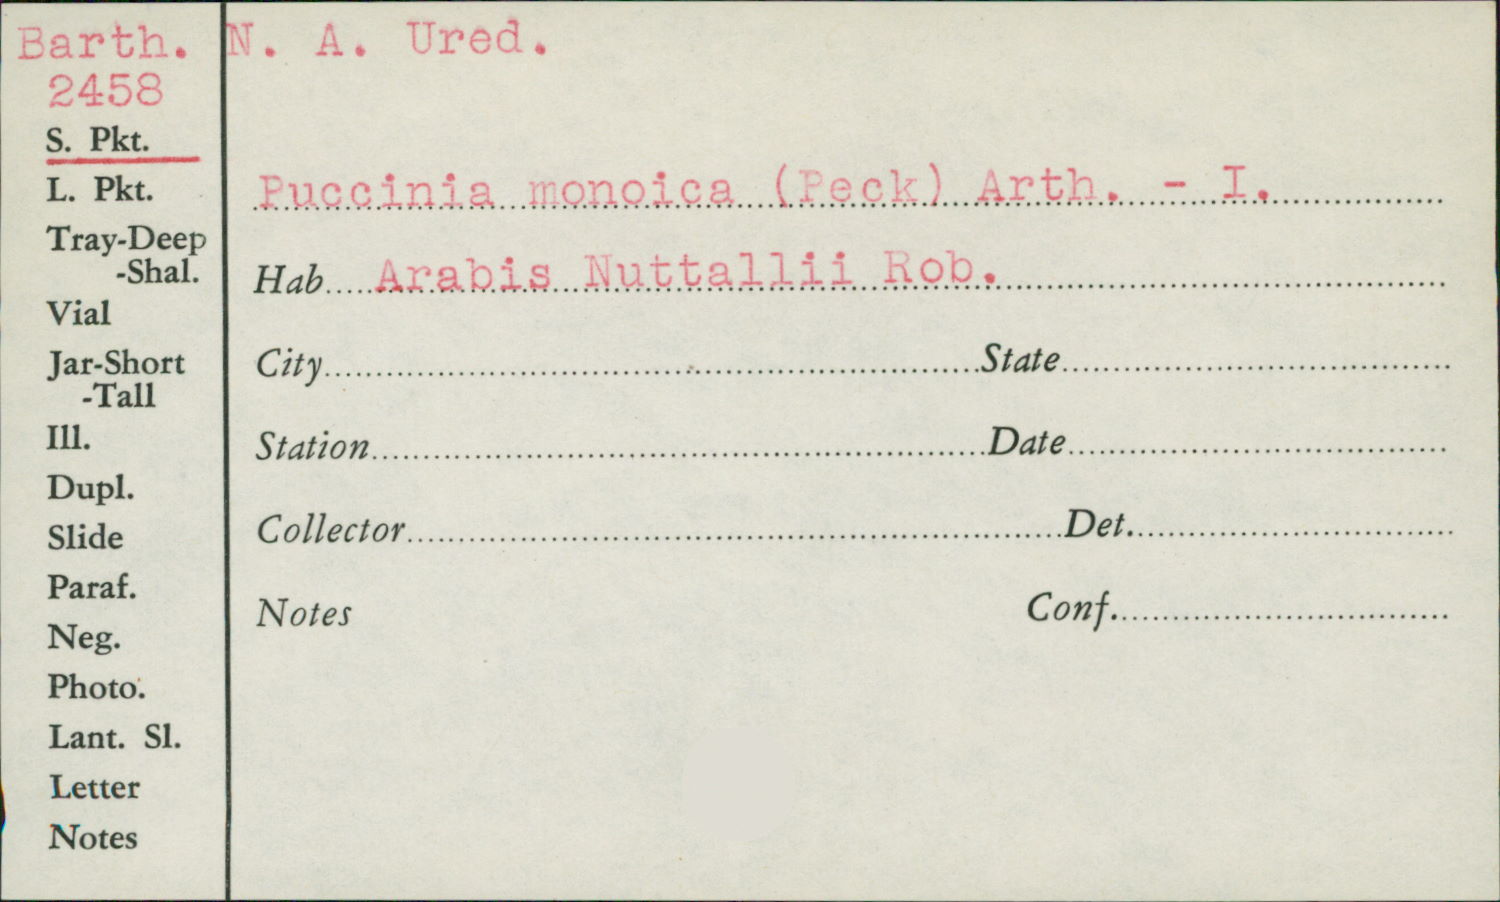 Barth. N. A. Ured.
2458
S. Pkt.
L. Pkt.
Puccinia monoica (Peck) Arth. - I.
Tray-Deep
-Shal.
Hab. Arabis Nuttallii Rob.
Vial
Jar-Short
-Tall
City State
Ill.
Station Date
Dupl.
Slide
Collector Det.
Paraf.
Notes Conf.
Neg.
Photo.
Lant. Sl.
Letter
Notes